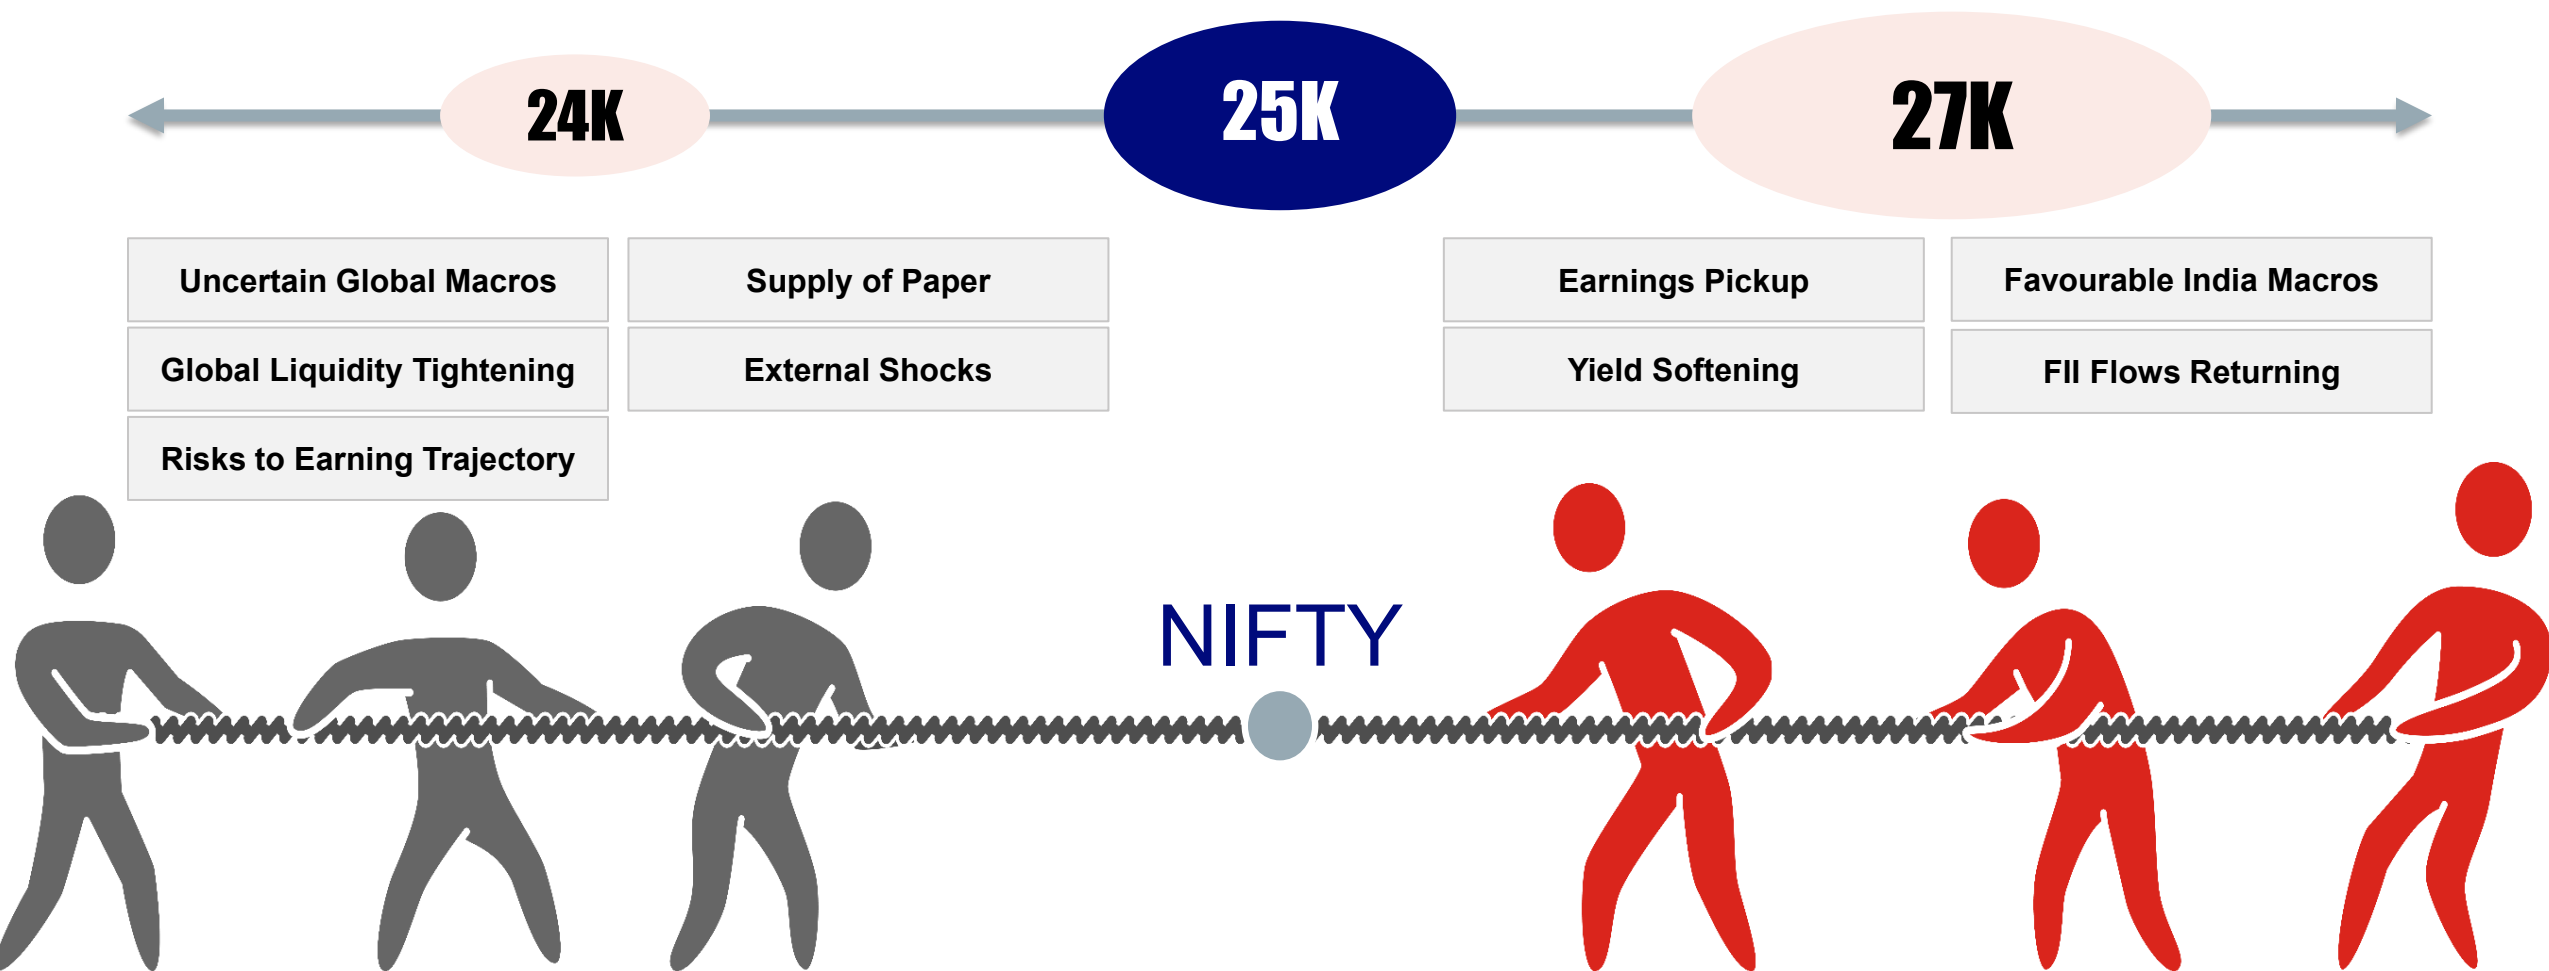 24K
25K
27K
Uncertain Global Macros
Supply of Paper
Earnings Pickup
Favourable India Macros
Global Liquidity Tightening
External Shocks
Yield Softening
FII Flows Returning
Risks to Earning Trajectory
NIFTY